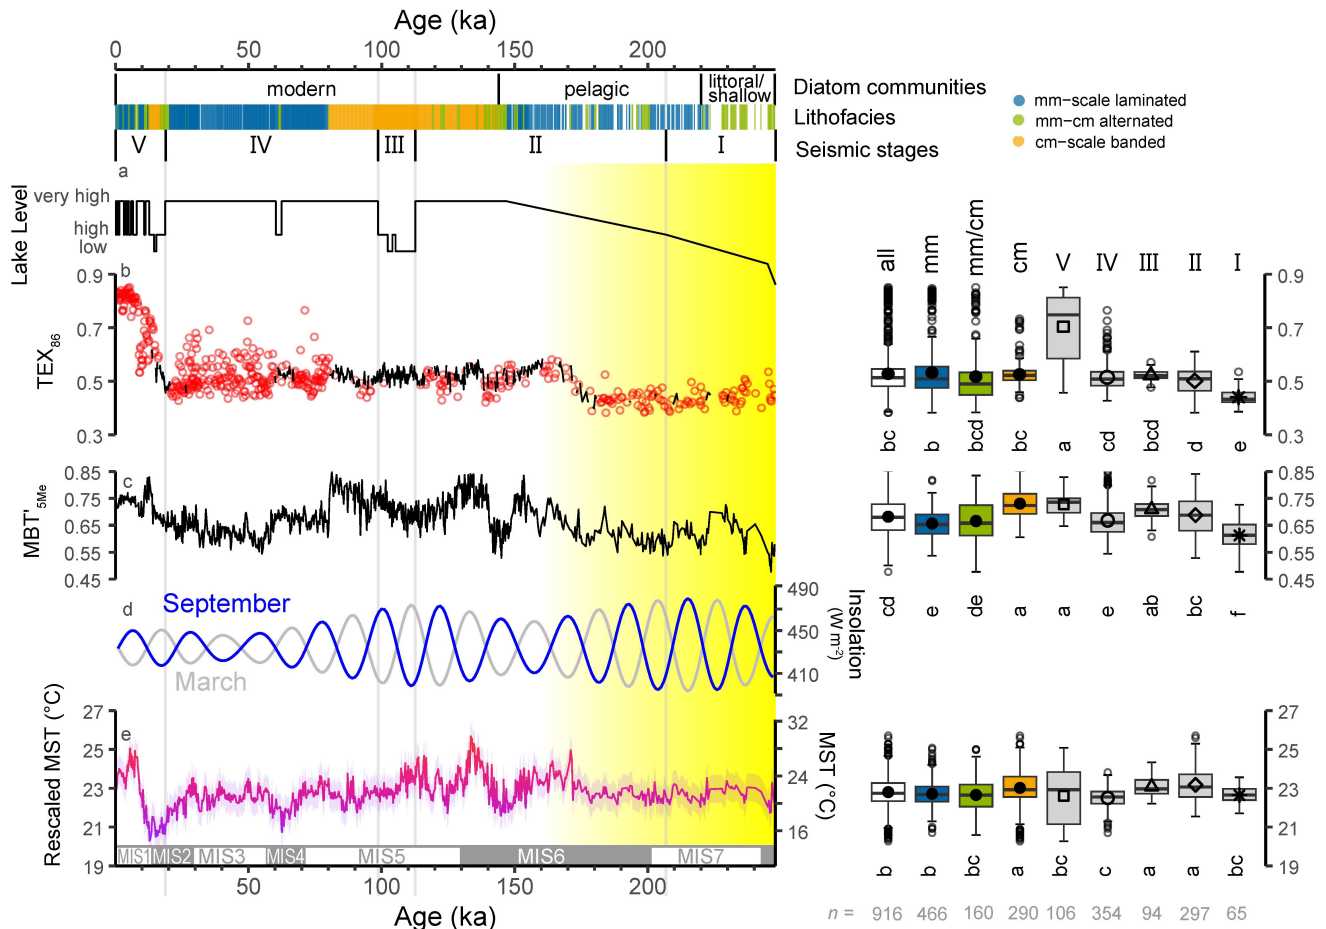 Age (ka)
0 50 100 150 200
modern pelagic littoral/
shallow
Diatom communities
Lithofacies
Seismic stages
mm−scale laminated
mm−cm alternated
cm−scale banded
V IV III II I
a
Lake Level
very high
high
low
all mm mm/cm cm V IV III II I
b
TEX86
0.9
0.7
0.5
0.3
0.9
0.7
0.5
0.3
bc b bcd bc a cd bcd d e
c
MBT'5Me
0.85
0.75
0.65
0.55
0.45
0.85
0.75
0.65
0.55
0.45
cd e de a a e ab bc f
d
September
March
490
450
410
Insolation
(W m-2)
e
Rescaled MST (°C)
27
25
23
21
19
32
24
16
MST (°C)
27
25
23
21
19
MIS1 MIS2 MIS3 MIS4 MIS5 MIS6 MIS7
b b bc a bc c a a bc
50 100 150 200
Age (ka)
n = 916 466 160 290 106 354 94 297 65